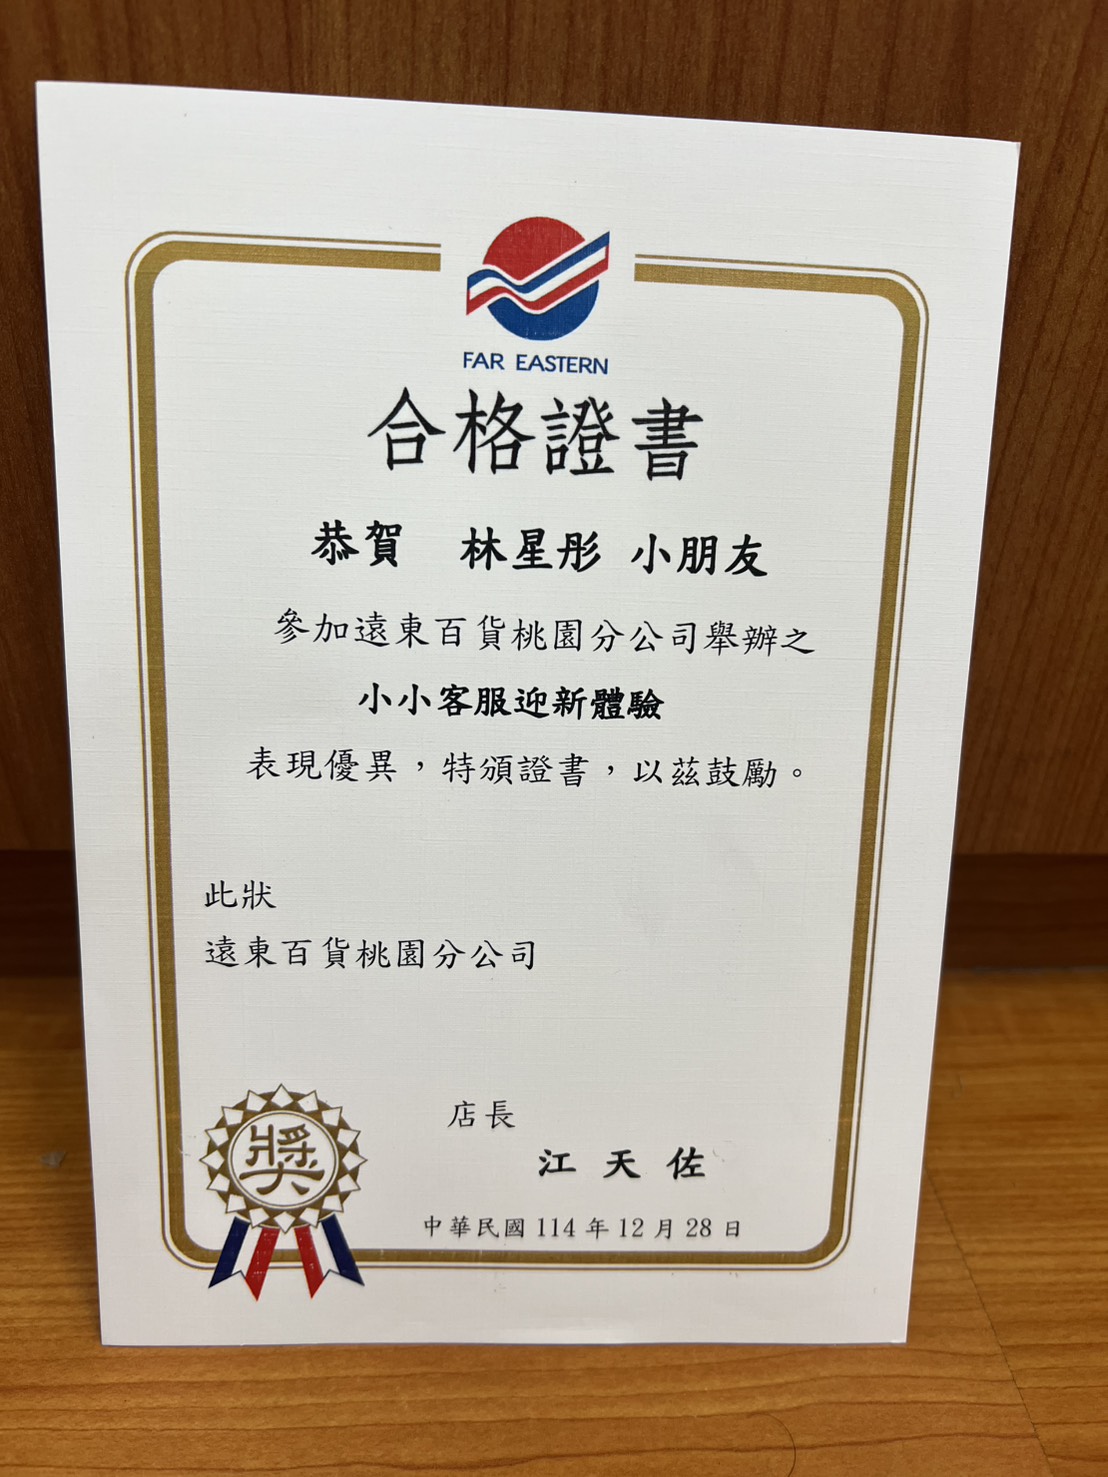 FAR EASTERN
合格證書
恭賀 林星彤 小朋友
參加遠東百貨桃園分公司舉辦之
小小客服迎新體驗
表現優異，特頒證書，以茲鼓勵。
此狀
遠東百貨桃園分公司
店長
江天佐
獎
中華民國 114 年 12 月 28 日